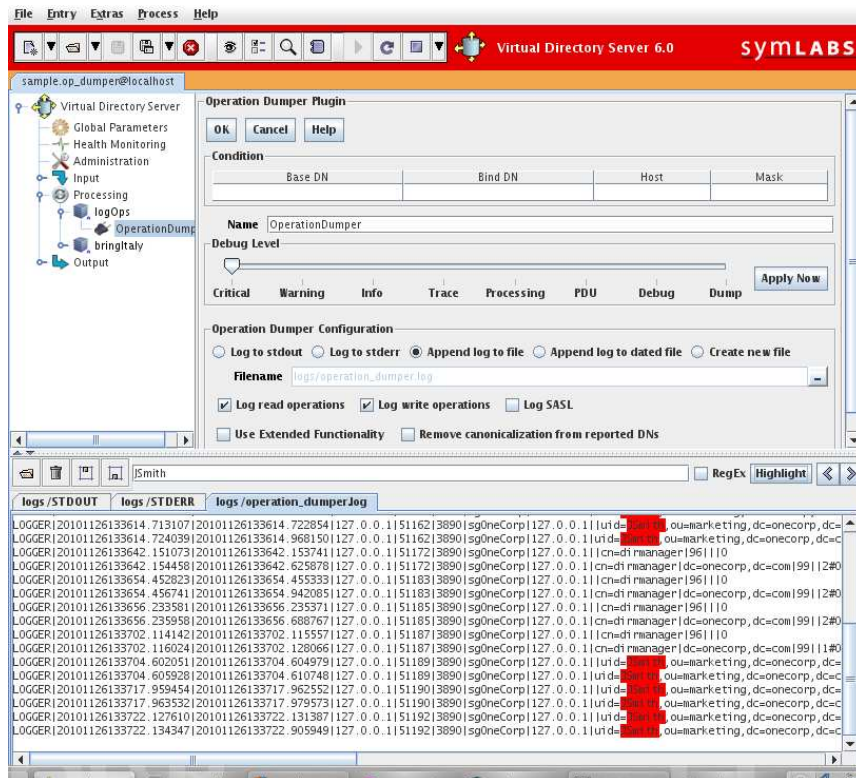 File Entry Extras Process Help
Virtual Directory Server 6.0 symLABS
sample.op_dumper@localhost
Virtual Directory Server
Global Parameters
Health Monitoring
Administration
Input
Processing
logOps
OperationDump
bringItaly
Output
Operation Dumper Plugin
OK Cancel Help
Condition
Base DN Bind DN Host Mask
Name OperationDumper
Debug Level
Critical Warning Info Trace Processing PDU Debug Dump Apply Now
Operation Dumper Configuration
Log to stdout Log to stderr Append log to file Append log to dated file Create new file
Filename logs/operation_dumper.log
Log read operations Log write operations Log SASL
Use Extended Functionality Remove canonicalization from reported DNs
JSmith RegEx Highlight
logs/STDOUT logs/STDERR logs/operation_dumper.log
LOGGER|20101126133614.713107|20101126133614.722854|127.0.0.1|51162|3890|sgOneCorp|127.0.0.1||uid=JSmith,ou=marketing,dc=onecorp,dc=
LOGGER|20101126133614.724039|20101126133614.968150|127.0.0.1|51162|3890|sgOneCorp|127.0.0.1||uid=JSmith,ou=marketing,dc=onecorp,dc=c
LOGGER|20101126133642.151073|20101126133642.153741|127.0.0.1|51172|3890|sgOneCorp|127.0.0.1||cn=dirmanager|96|||0
LOGGER|20101126133642.154458|20101126133642.625878|127.0.0.1|51172|3890|sgOneCorp|127.0.0.1||cn=dirmanager|dc=onecorp,dc=com|99||2#0
LOGGER|20101126133654.452823|20101126133654.455333|127.0.0.1|51183|3890|sgOneCorp|127.0.0.1||cn=dirmanager|96|||0
LOGGER|20101126133654.456741|20101126133654.942085|127.0.0.1|51183|3890|sgOneCorp|127.0.0.1||cn=dirmanager|dc=onecorp,dc=com|99||2#0
LOGGER|20101126133656.233581|20101126133656.235371|127.0.0.1|51185|3890|sgOneCorp|127.0.0.1||cn=dirmanager|96|||0
LOGGER|20101126133656.235958|20101126133656.688767|127.0.0.1|51185|3890|sgOneCorp|127.0.0.1||cn=dirmanager|dc=onecorp,dc=com|99||2#0
LOGGER|20101126133702.114142|20101126133702.115557|127.0.0.1|51187|3890|sgOneCorp|127.0.0.1||cn=dirmanager|96|||0
LOGGER|20101126133702.116024|20101126133702.128066|127.0.0.1|51187|3890|sgOneCorp|127.0.0.1||cn=dirmanager|dc=onecorp,dc=com|99||1#0
LOGGER|20101126133704.602051|20101126133704.604979|127.0.0.1|51189|3890|sgOneCorp|127.0.0.1||uid=JSmith,ou=marketing,dc=onecorp,dc=
LOGGER|20101126133704.605928|20101126133704.610748|127.0.0.1|51189|3890|sgOneCorp|127.0.0.1||uid=JSmith,ou=marketing,dc=onecorp,dc=c
LOGGER|20101126133717.959454|20101126133717.962552|127.0.0.1|51190|3890|sgOneCorp|127.0.0.1||uid=JSmith,ou=marketing,dc=onecorp,dc=
LOGGER|20101126133717.963532|20101126133717.979573|127.0.0.1|51190|3890|sgOneCorp|127.0.0.1||uid=JSmith,ou=marketing,dc=onecorp,dc=c
LOGGER|20101126133722.127610|20101126133722.131387|127.0.0.1|51192|3890|sgOneCorp|127.0.0.1||uid=JSmith,ou=marketing,dc=onecorp,dc=
LOGGER|20101126133722.134347|20101126133722.905949|127.0.0.1|51192|3890|sgOneCorp|127.0.0.1||uid=JSmith,ou=marketing,dc=onecorp,dc=c